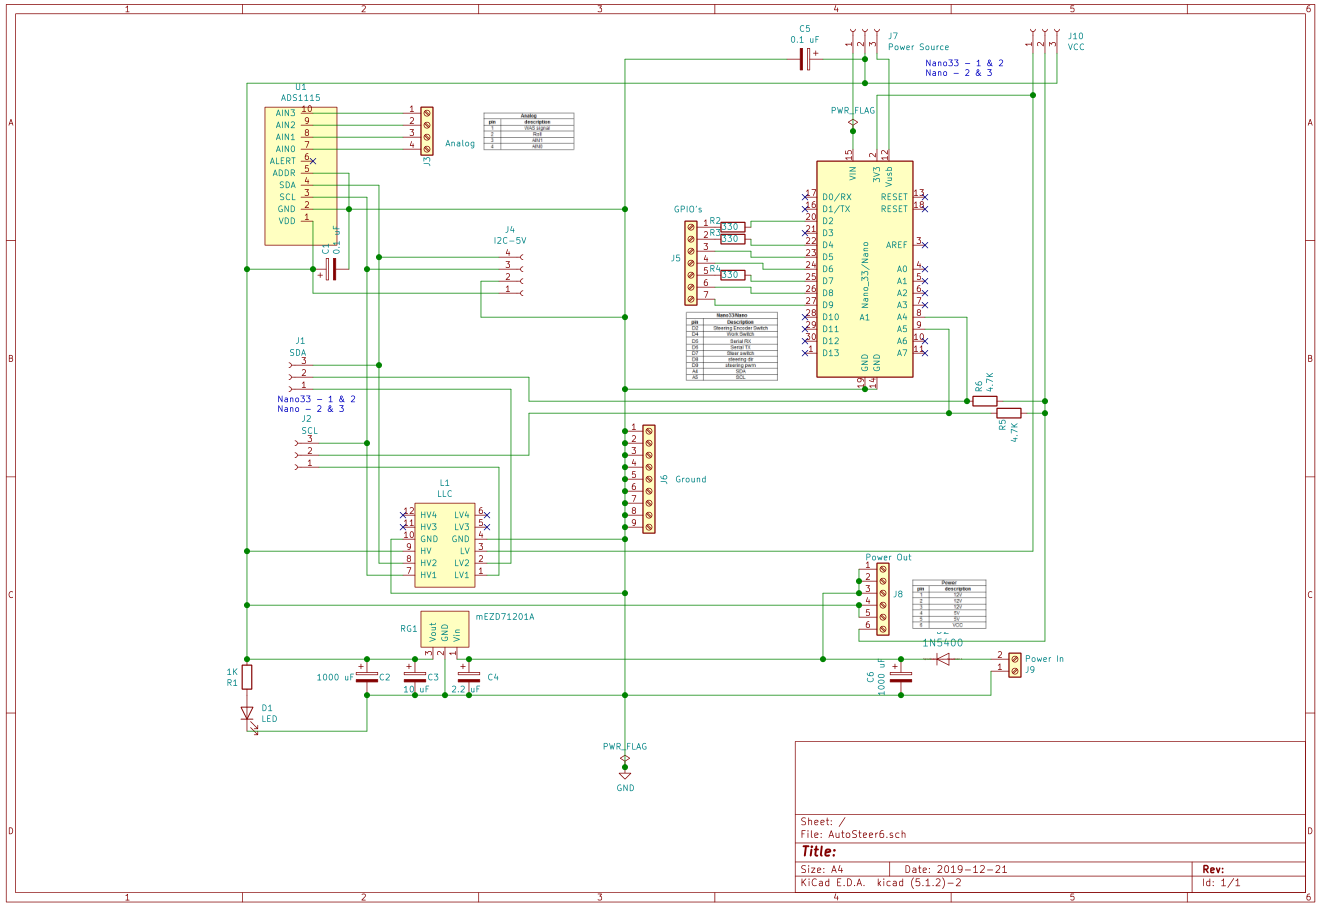 1 2 3 4 5 6
A
B
C
D
C5
0.1 uF
+
J7
Power Source
1 2 3
Nano33 - 1 & 2
Nano - 2 & 3
J10
VCC
1 2 3
U1
ADS1115
AIN3 10
AIN2 9
AIN1 8
AIN0 7
ALERT 6
ADDR 5
SDA 4
SCL 3
GND 2
VDD 1
1
2
3
4
J3
Analog
Analog
pin description
1 WAS signal
2 Roll
3 AIN1
4 AIN0
C1
0.1 uF
+
J4
I2C-5V
4
3
2
1
PWR_FLAG
15 2 12
VIN 3V3 Vusb
17 D0/RX
16 D1/TX
20 D2
21 D3
22 D4
23 D5
24 D6
25 D7
26 D8
27 D9
28 D10
29 D11
30 D12
1 D13
RESET 13
RESET 18
AREF 3
A0 4
A1 5
A2 6
A3 7
A4 8
A5 9
A6 10
A7 11
Nano_33/Nano
A1
GND GND
19 14
GPIO's
J5
1
2
3
4
5
6
7
R2
330
R3
330
R4
330
Nano33/Nano
pin Description
D2 Steering Encoder Switch
D4 Work Switch
D5 Serial RX
D6 Serial TX
D7 Steer switch
D8 steering dir
D9 steering pwm
A4 SDA
A5 SCL
R6
4.7K
R5
4.7K
J1
SDA
3
2
1
Nano33 - 1 & 2
Nano - 2 & 3
J2
SCL
3
2
1
1
2
3
4
5
6
7
8
9
J6
Ground
L1
LLC
12 HV4 LV4 6
11 HV3 LV3 5
10 GND GND 4
9 HV LV 3
8 HV2 LV2 2
7 HV1 LV1 1
Power Out
1
2
3
4
5
6
J8
Power
pin description
1 12V
2 12V
3 12V
4 5V
5 5V
6 VCC
RG1
mEZD71201A
Vout GND Vin
3 2 1
1N5400
2
1
Power In
J9
1K
R1
D1
LED
+
1000 uF C2
+
C3
10 uF
+
C4
2.2 uF
+
C6
1000 uF
PWR_FLAG
GND
Sheet: /
File: AutoSteer6.sch
Title:
Size: A4 Date: 2019-12-21 Rev:
KiCad E.D.A. kicad (5.1.2)-2 Id: 1/1
1 2 3 4 5 6